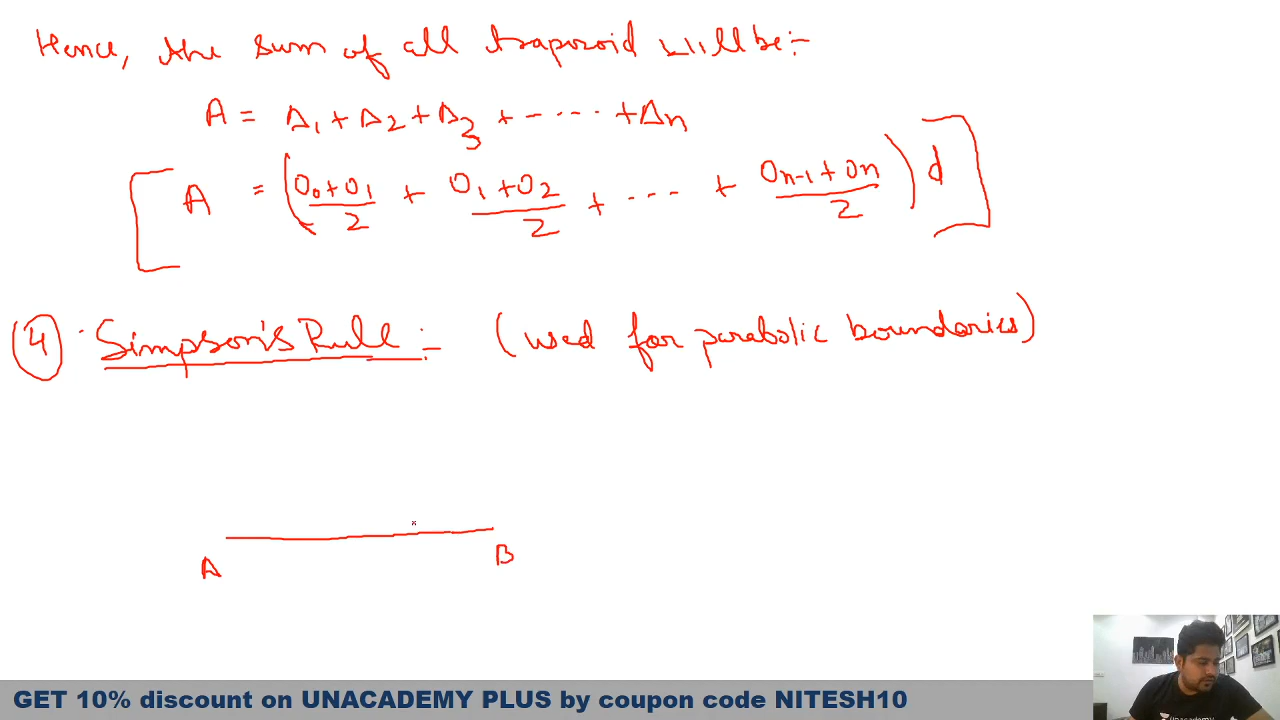 Hence, the sum of all trapozoid will be:-
A = Δ1 + Δ2 + Δ3 + - ... + Δn
A = (O0+O1/2 + O1+O2/2 + ... + On-1+On/2) d
(4) Simpson's Rule:- (used for parabolic boundaries)
A B
unacademy
GET 10% discount on UNACADEMY PLUS by coupon code NITESH10